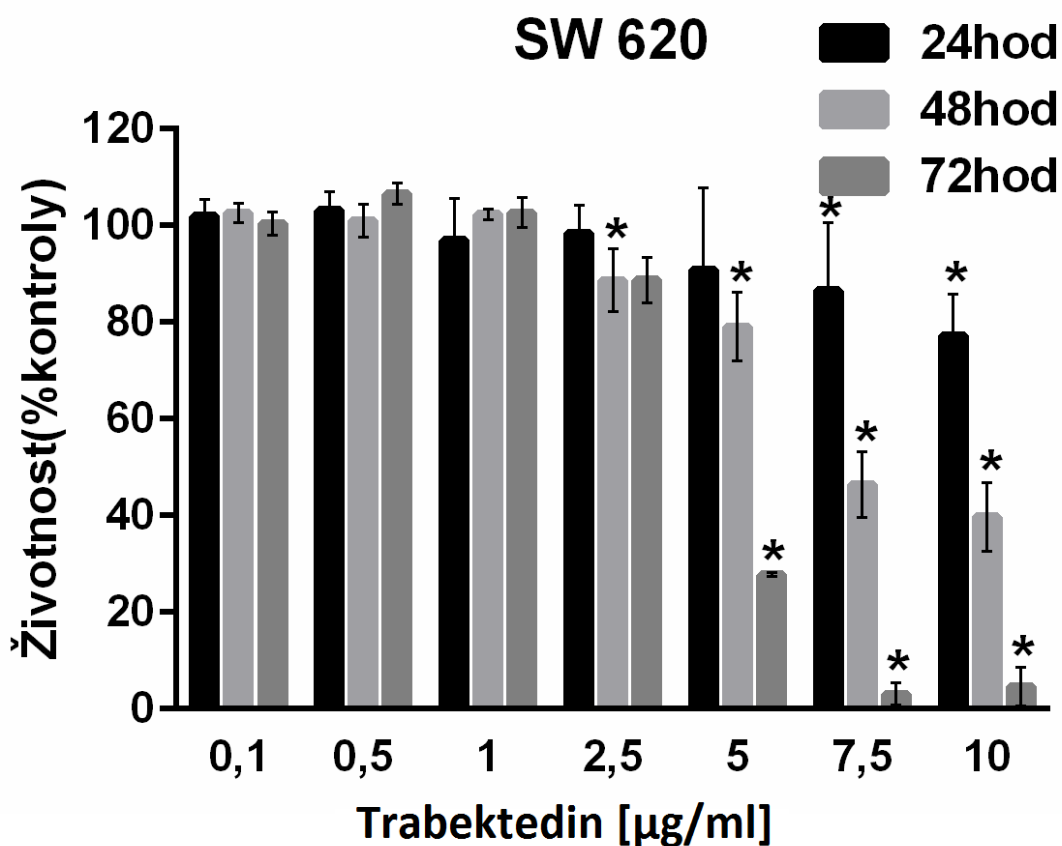 SW 620
24hod
48hod
72hod
Životnost(%kontroly)
120
100
80
60
40
20
0
* * * * * * * * *
0,1 0,5 1 2,5 5 7,5 10
Trabektedin [µg/ml]